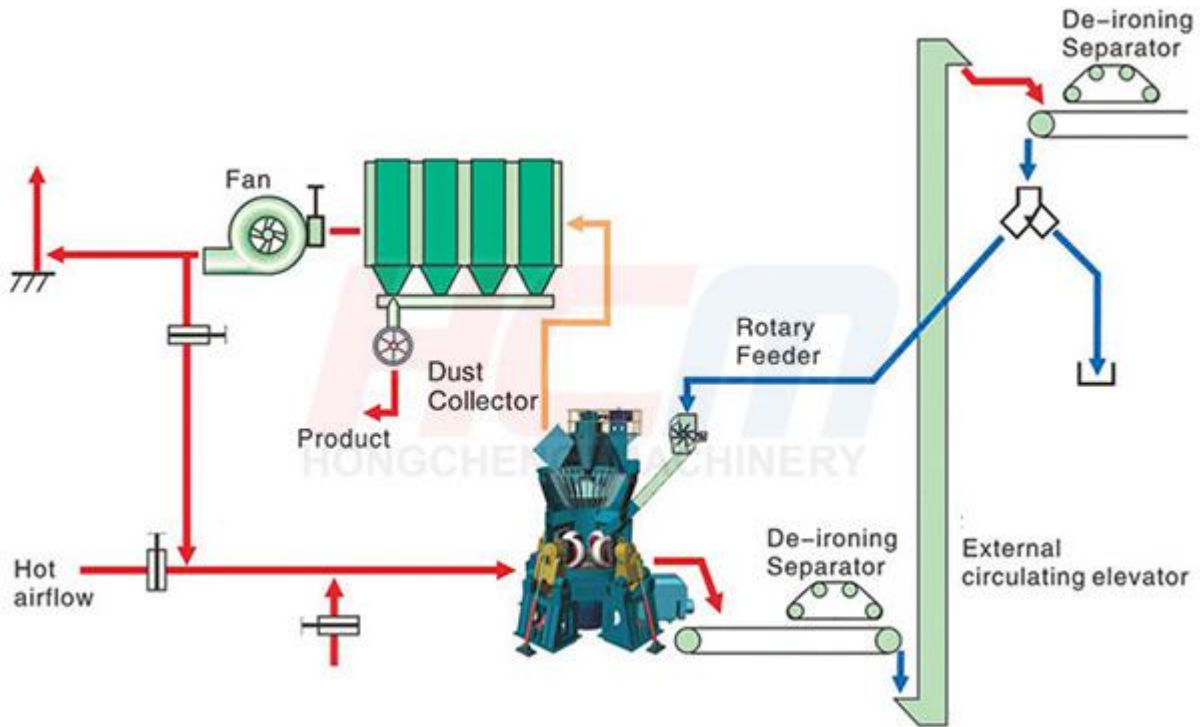 De-ironing
Separator
Fan
Rotary
Feeder
Dust
Collector
Product
HCM
HONGCHENG MACHINERY
De-ironing
Separator
External
circulating elevator
Hot
airflow